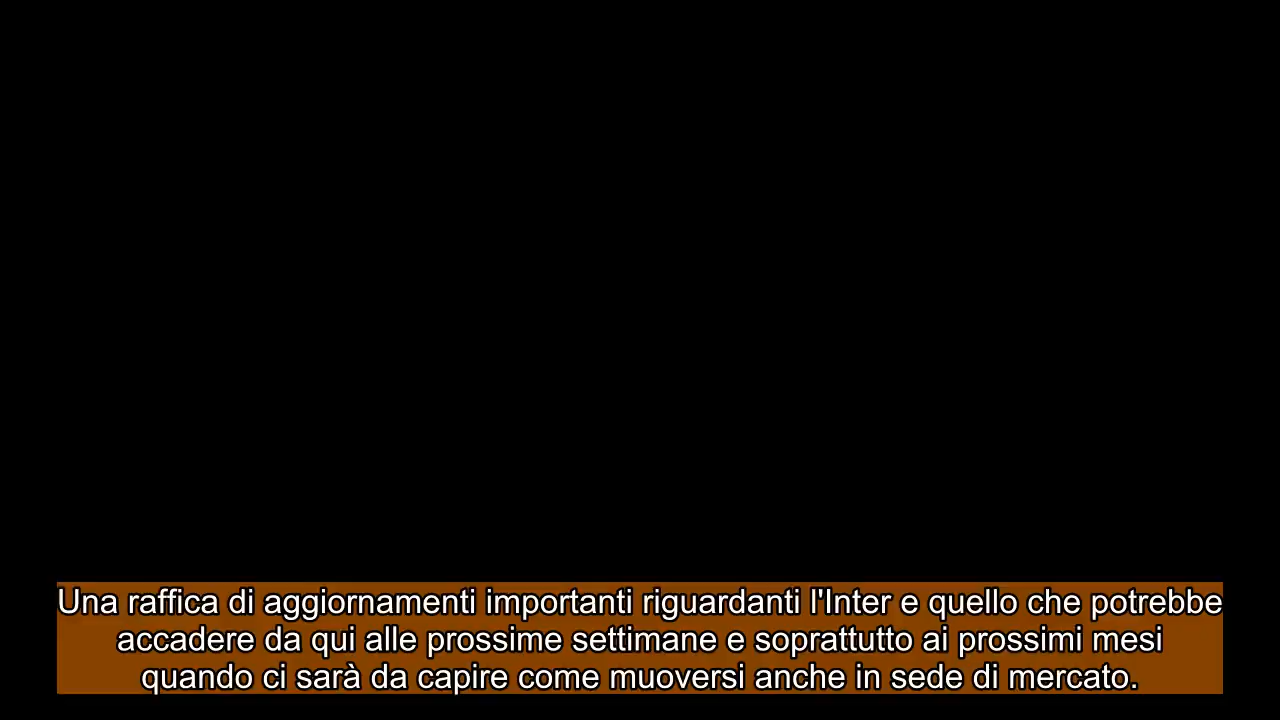 Una raffica di aggiornamenti importanti riguardanti l'Inter e quello che potrebbe
accadere da qui alle prossime settimane e soprattutto ai prossimi mesi
quando ci sarà da capire come muoversi anche in sede di mercato.